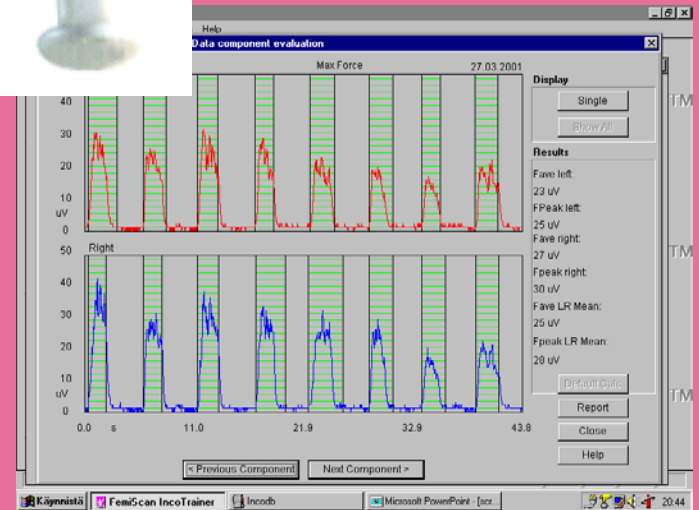 Help
Data component evaluation
Max Force
27.03.2001
40
30
20
10
uV
0
50
Right
40
30
20
10
uV
0
0.0
s
11.0
21.9
32.9
43.8
Display
Single
Show All
Results
Fave left:
23 uV
FPeak left:
25 uV
Fave right:
27 uV
Fpeak right:
30 uV
Fave LR Mean:
25 uV
Fpeak LR Mean:
28 uV
Default Calc
Report
Close
Help
< Previous Component
Next Component >
TM
TM
TM
Käynnistä
FemiScan IncoTrainer
Incodb
Microsoft PowerPoint - [scr...
20:44